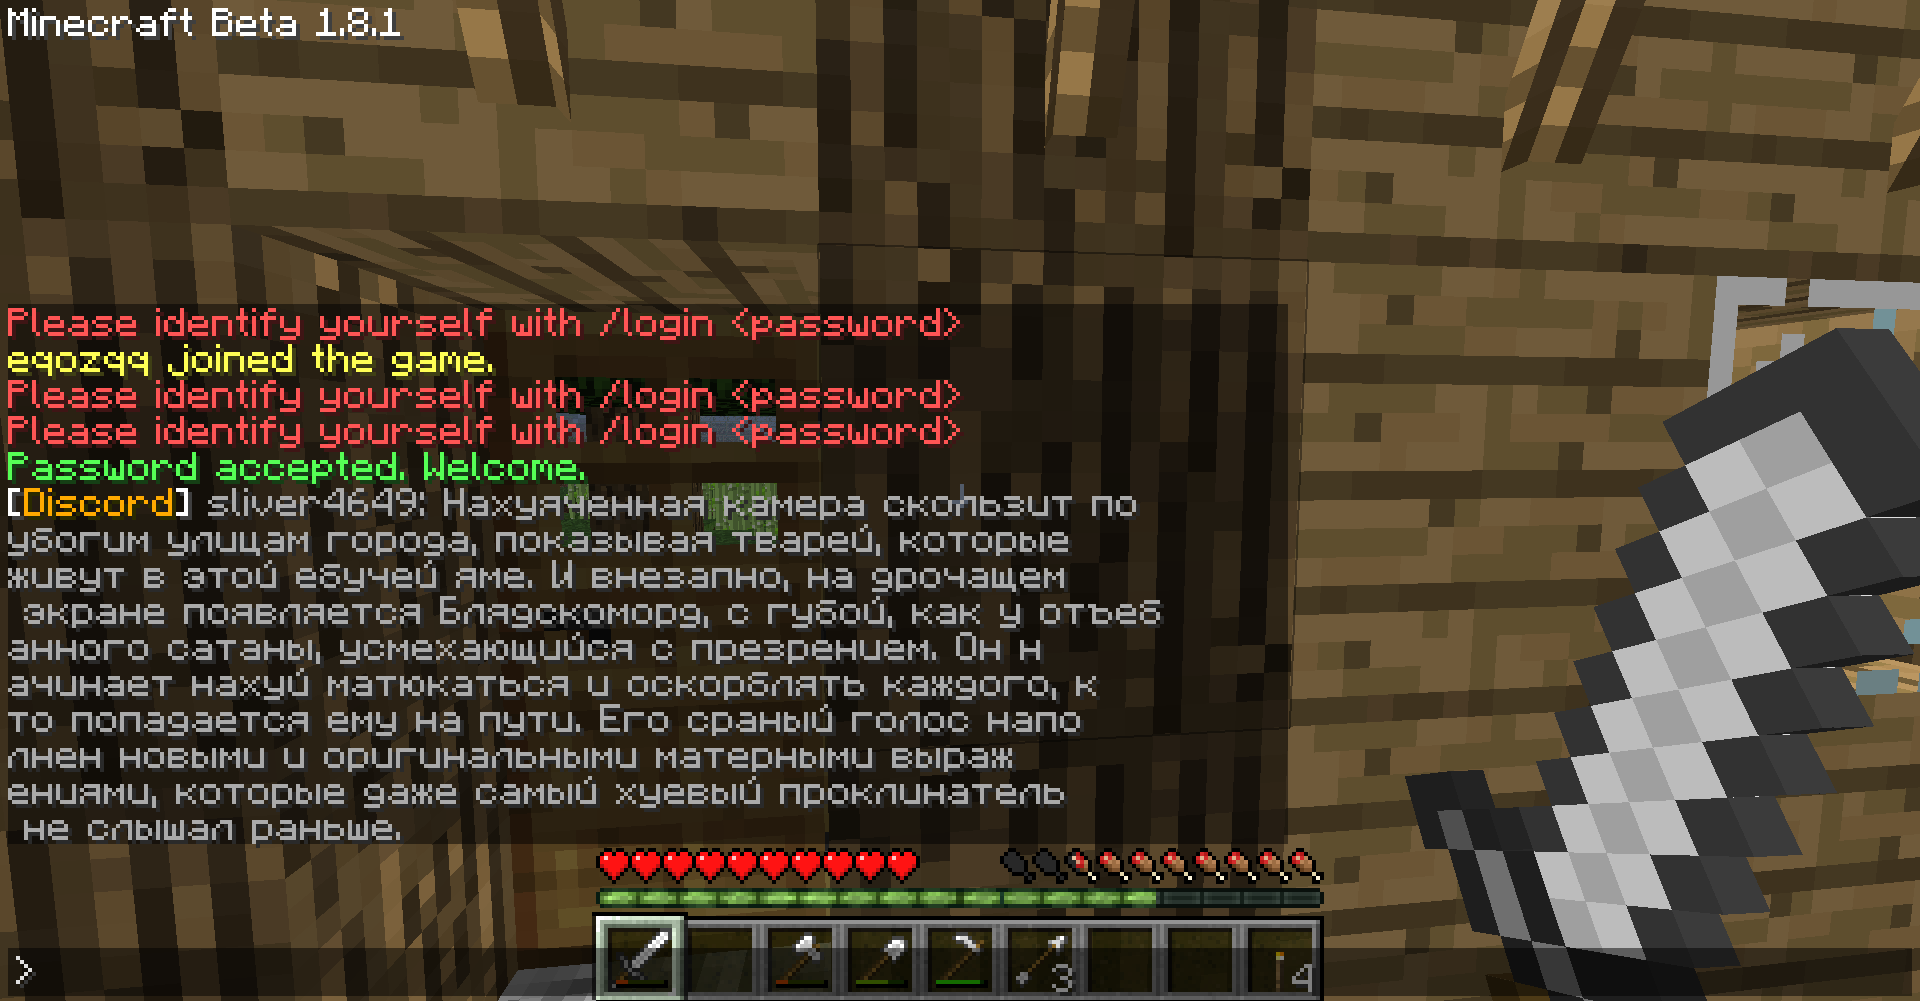 Minecraft Beta 1.8.1
Please identify yourself with /login <password>
eqozqq joined the game.
Please identify yourself with /login <password>
Please identify yourself with /login <password>
Password accepted. Welcome.
[Discord] sliver4649: Нахуяченная камера скользит по
убогим улицам города, показывая тварей, которые
живут в этой ебучей яме. И внезапно, на дрочащем
экране появляется Блядскоморд, с губой, как у отъеб
анного сатаны, усмехающийся с презрением. Он н
ачинает нахуй матюкаться и оскорблять каждого, к
то попадается ему на пути. Его сраный голос напо
лнен новыми и оригинальными матерными выраж
ениями, которые даже самый хуевый проклинатель
не слышал раньше.
3
4
>